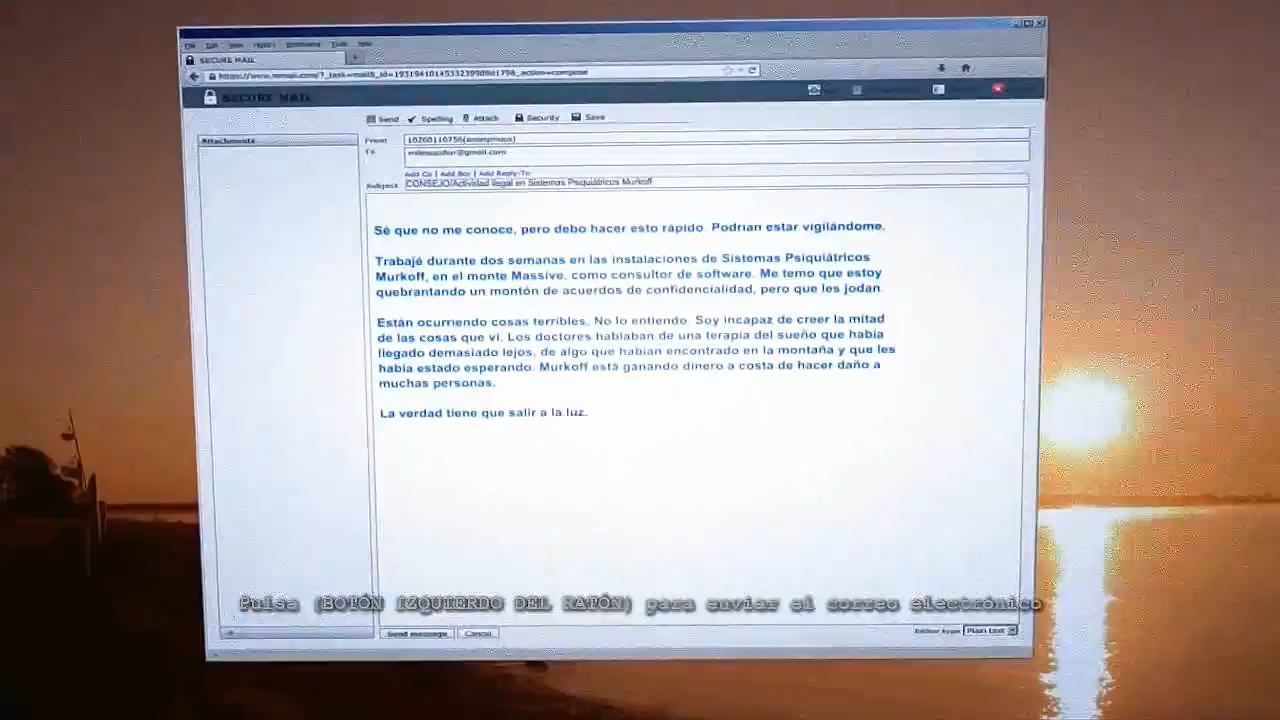 SECURE MAIL
SECURE MAIL
Send Spelling Attach Security Save
Attachments
From 10260110756(anonymous)
To
Add Cc | Add Bcc | Add Reply-To
Subject CONSEJO/Actividad ilegal en Sistemas Psiquiátricos Murkoff
Sé que no me conoce, pero debo hacer esto rápido. Podrían estar vigilándome.
Trabajé durante dos semanas en las instalaciones de Sistemas Psiquiátricos
Murkoff, en el monte Massive, como consultor de software. Me temo que estoy
quebrantando un montón de acuerdos de confidencialidad, pero que les jodan.
Están ocurriendo cosas terribles. No lo entiendo. Soy incapaz de creer la mitad
de las cosas que vi. Los doctores hablaban de una terapia del sueño que había
llegado demasiado lejos, de algo que habían encontrado en la montaña y que les
había estado esperando. Murkoff está ganando dinero a costa de hacer daño a
muchas personas.
La verdad tiene que salir a la luz.
Pulsa (BOTÓN IZQUIERDO DEL RATÓN) para enviar el correo electrónico
Send message Cancel
Plain text